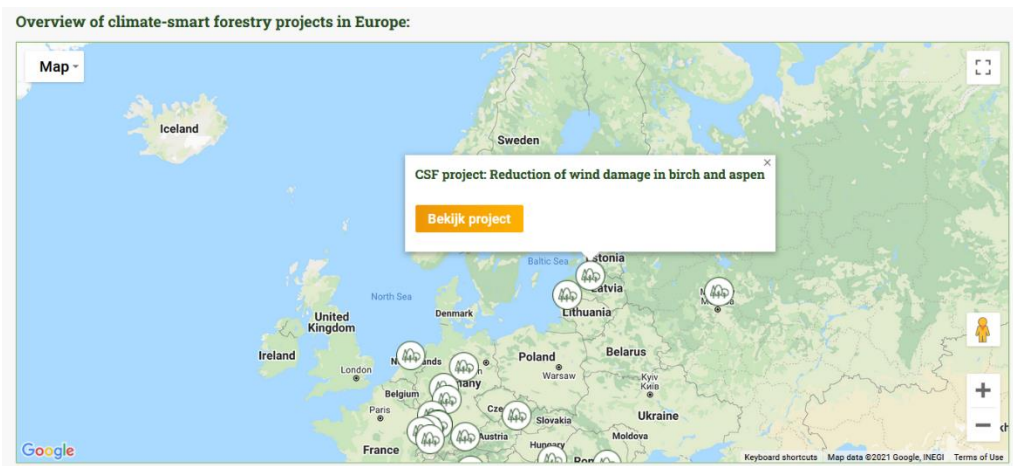 Overview of climate-smart forestry projects in Europe:
Map
Iceland
Sweden
CSF project: Reduction of wind damage in birch and aspen
Bekijk project
Baltic Sea
North Sea
Denmark
Lithuania
United
Kingdom
Ireland
London
Poland
Warsaw
Belarus
Kyiv
Київ
Belgium
Paris
Slovakia
Ukraine
Austria
Moldova
France
Hungary
Google
Keyboard shortcuts
Map data ©2021 Google, INEGI
Terms of Use